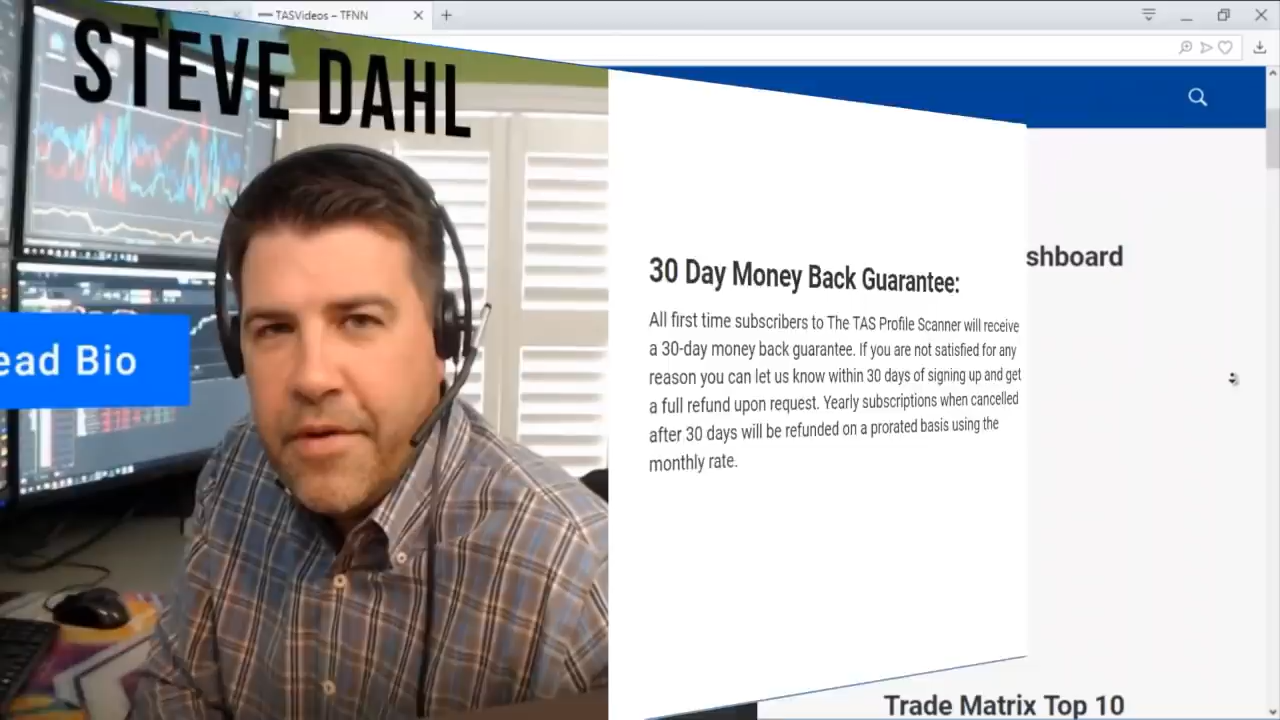 TASVideos – TFNN
STEVE DAHL
shboard
30 Day Money Back Guarantee:
All first time subscribers to The TAS Profile Scanner will receive
a 30-day money back guarantee. If you are not satisfied for any
reason you can let us know within 30 days of signing up and get
a full refund upon request. Yearly subscriptions when cancelled
after 30 days will be refunded on a prorated basis using the
monthly rate.
ead Bio
Trade Matrix Top 10